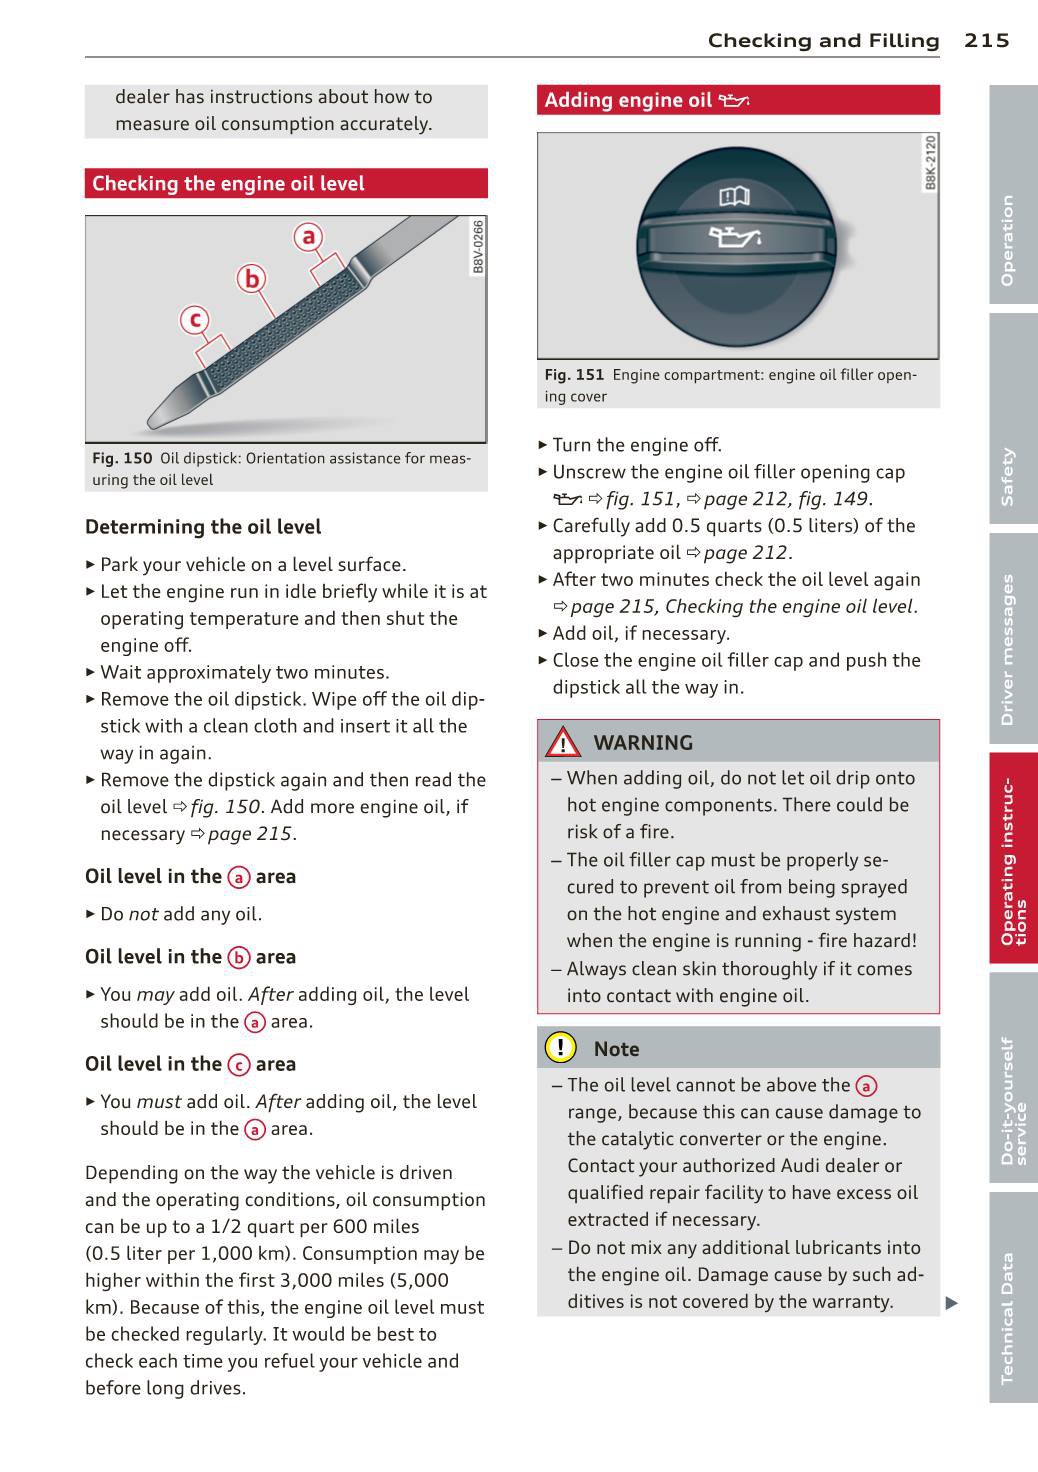 Checking and Filling 215
dealer has instructions about how to
measure oil consumption accurately.
Checking the engine oil level
a
b
c
B8V-0266
Fig. 150 Oil dipstick: Orientation assistance for meas-
uring the oil level
Determining the oil level
► Park your vehicle on a level surface.
► Let the engine run in idle briefly while it is at
operating temperature and then shut the
engine off.
► Wait approximately two minutes.
► Remove the oil dipstick. Wipe off the oil dip-
stick with a clean cloth and insert it all the
way in again.
► Remove the dipstick again and then read the
oil level ⇨ fig. 150. Add more engine oil, if
necessary ⇨ page 215.
Oil level in the ⓐ area
► Do not add any oil.
Oil level in the ⓑ area
► You may add oil. After adding oil, the level
should be in the ⓐ area.
Oil level in the ⓒ area
► You must add oil. After adding oil, the level
should be in the ⓐ area.
Depending on the way the vehicle is driven
and the operating conditions, oil consumption
can be up to a 1/2 quart per 600 miles
(0.5 liter per 1,000 km). Consumption may be
higher within the first 3,000 miles (5,000
km). Because of this, the engine oil level must
be checked regularly. It would be best to
check each time you refuel your vehicle and
before long drives.
Adding engine oil
B8K-2120
Fig. 151 Engine compartment: engine oil filler open-
ing cover
► Turn the engine off.
► Unscrew the engine oil filler opening cap
⇨ fig. 151, ⇨ page 212, fig. 149.
► Carefully add 0.5 quarts (0.5 liters) of the
appropriate oil ⇨ page 212.
► After two minutes check the oil level again
⇨ page 215, Checking the engine oil level.
► Add oil, if necessary.
► Close the engine oil filler cap and push the
dipstick all the way in.
WARNING
– When adding oil, do not let oil drip onto
hot engine components. There could be
risk of a fire.
– The oil filler cap must be properly se-
cured to prevent oil from being sprayed
on the hot engine and exhaust system
when the engine is running - fire hazard!
– Always clean skin thoroughly if it comes
into contact with engine oil.
Note
– The oil level cannot be above the ⓐ
range, because this can cause damage to
the catalytic converter or the engine.
Contact your authorized Audi dealer or
qualified repair facility to have excess oil
extracted if necessary.
– Do not mix any additional lubricants into
the engine oil. Damage cause by such ad-
ditives is not covered by the warranty. ►
Operation
Safety
Driver messages
Operating instruc-
tions
Do-it-yourself
service
Technical Data